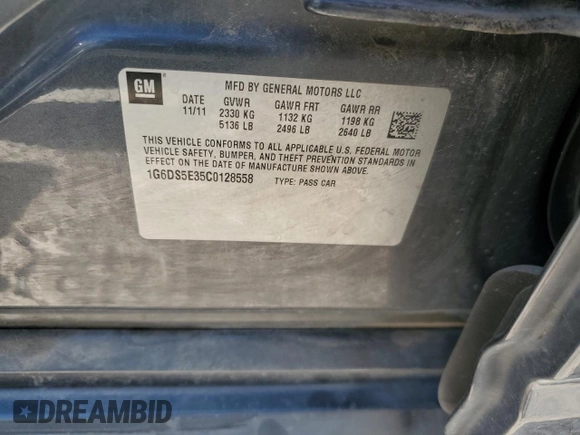 GM
MFD BY GENERAL MOTORS LLC
DATE GVWR GAWR FRT GAWR RR
11/11 2330 KG 1132 KG 1198 KG
5136 LB 2496 LB 2640 LB
THIS VEHICLE CONFORMS TO ALL APPLICABLE U.S. FEDERAL MOTOR
VEHICLE SAFETY, BUMPER, AND THEFT PREVENTION STANDARDS IN
EFFECT ON THE DATE OF MANUFACTURE SHOWN ABOVE.
1G6DS5E35C0128558 TYPE: PASS CAR
DREAMBID